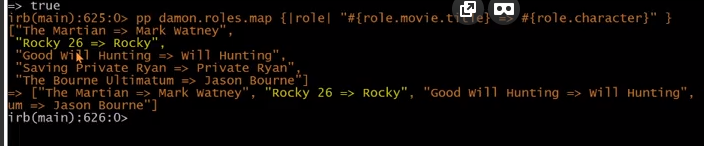 => true
irb(main):625:0> pp damon.roles.map {|role| "#{role.movie.title} => #{role.character}" }
["The Martian => Mark Watney",
 "Rocky 26 => Rocky",
 "Good Will Hunting => Will Hunting",
 "Saving Private Ryan => Private Ryan",
 "The Bourne Ultimatum => Jason Bourne"]
=> ["The Martian => Mark Watney", "Rocky 26 => Rocky", "Good Will Hunting => Will Hunting",
um => Jason Bourne"]
irb(main):626:0>